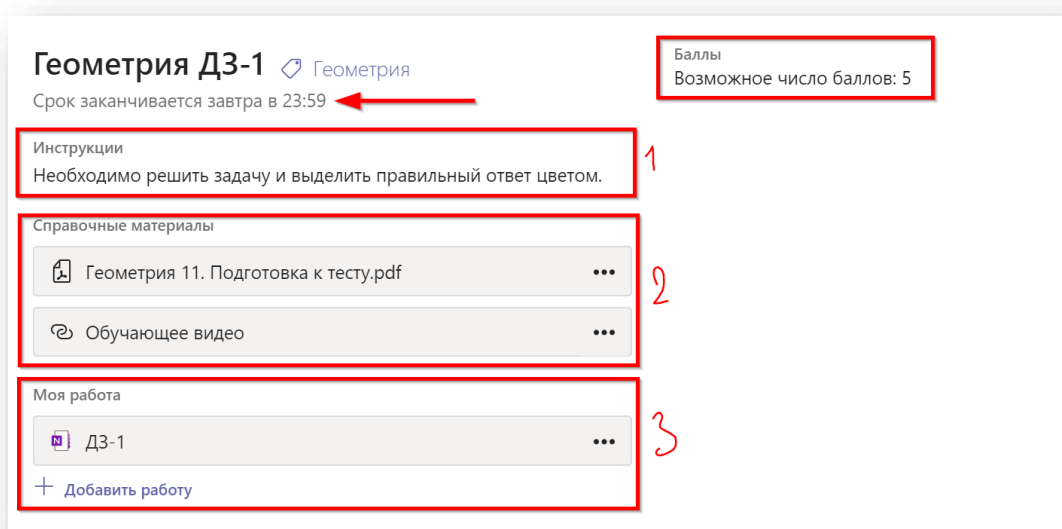 Геометрия ДЗ-1 Геометрия
Срок заканчивается завтра в 23:59
Баллы
Возможное число баллов: 5
Инструкции
Необходимо решить задачу и выделить правильный ответ цветом.
1
Справочные материалы
Геометрия 11. Подготовка к тесту.pdf
Обучающее видео
2
Моя работа
N ДЗ-1
+ Добавить работу
3